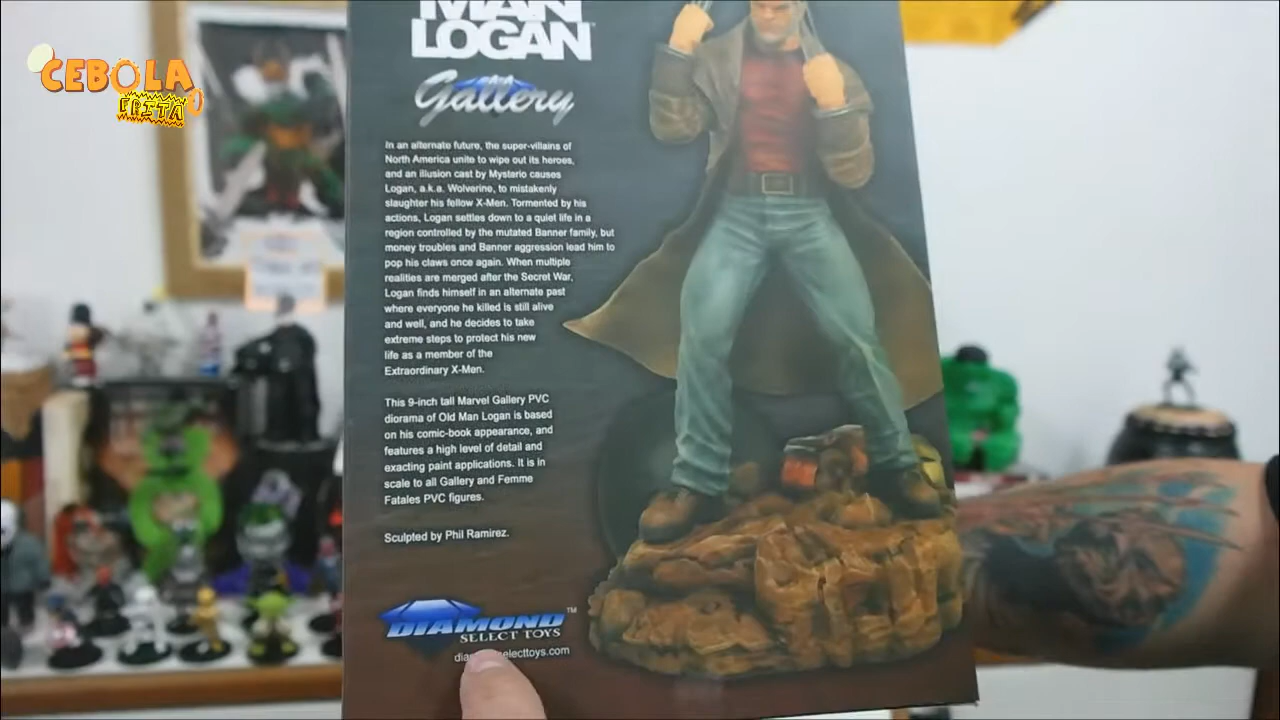 CEBOLA
FRITA
MAN
LOGAN
Gallery
In an alternate future, the super-villains of
North America unite to wipe out its heroes,
and an illusion cast by Mysterio causes
Logan, a.k.a. Wolverine, to mistakenly
slaughter his fellow X-Men. Tormented by his
actions, Logan settles down to a quiet life in a
region controlled by the mutated Banner family, but
money troubles and Banner aggression lead him to
pop his claws once again. When multiple
realities are merged after the Secret War,
Logan finds himself in an alternate past
where everyone he killed is still alive
and well, and he decides to take
extreme steps to protect his new
life as a member of the
Extraordinary X-Men.
This 9-inch tall Marvel Gallery PVC
diorama of Old Man Logan is based
on his comic-book appearance, and
features a high level of detail and
exacting paint applications. It is in
scale to all Gallery and Femme
Fatales PVC figures.
Sculpted by Phil Ramirez.
DIAMOND™
SELECT TOYS